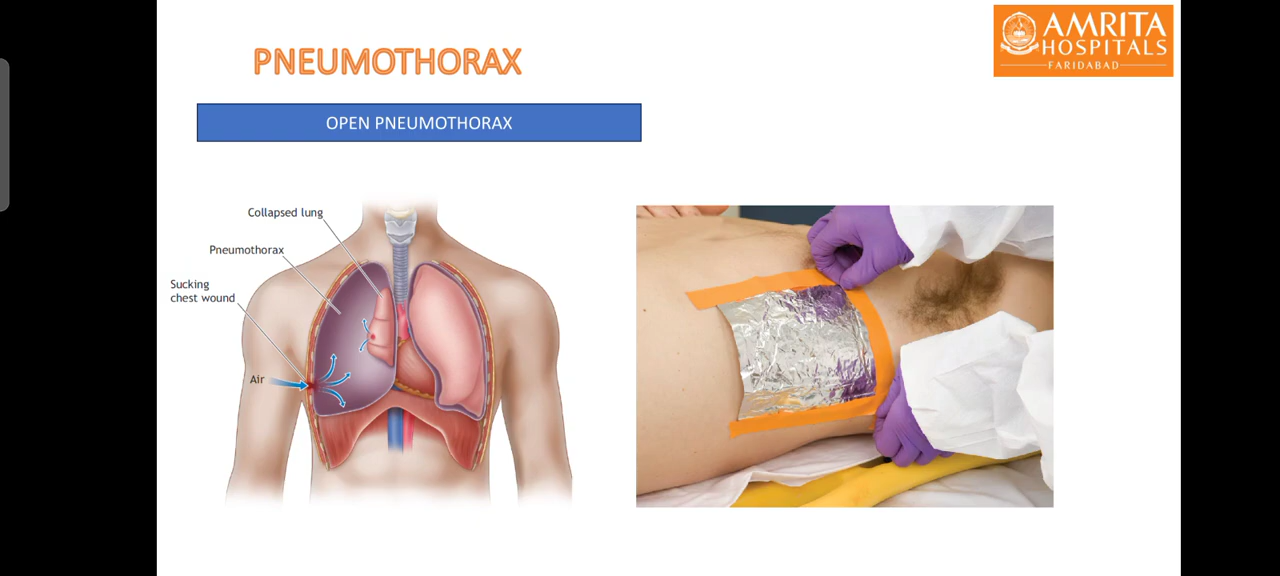 PNEUMOTHORAX
AMRITA
HOSPITALS
FARIDABAD
OPEN PNEUMOTHORAX
Collapsed lung
Pneumothorax
Sucking
chest wound
Air